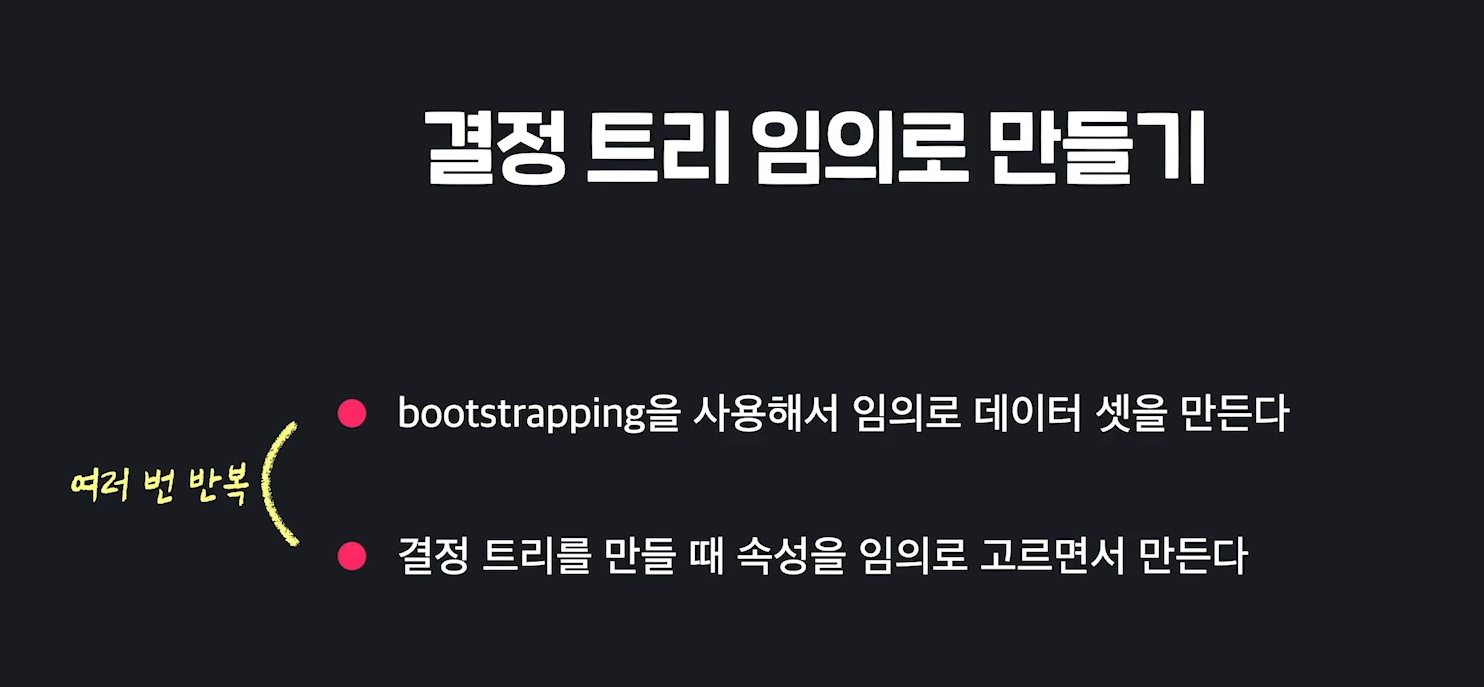 결정 트리 임의로 만들기
bootstrapping을 사용해서 임의로 데이터 셋을 만든다
여러 번 반복
결정 트리를 만들 때 속성을 임의로 고르면서 만든다